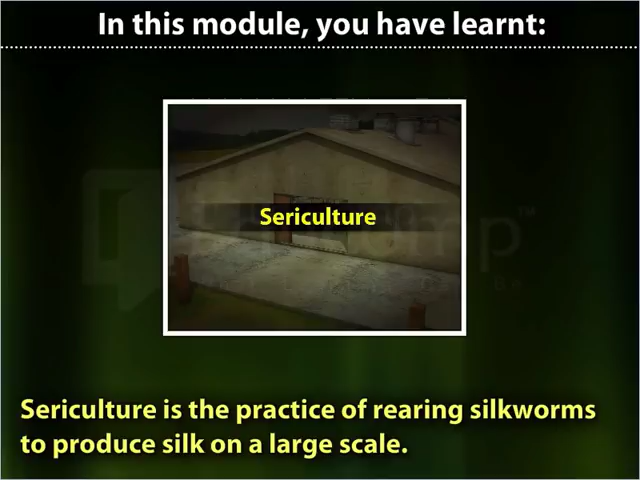 In this module, you have learnt:
Sericulture
Sericulture is the practice of rearing silkworms
to produce silk on a large scale.